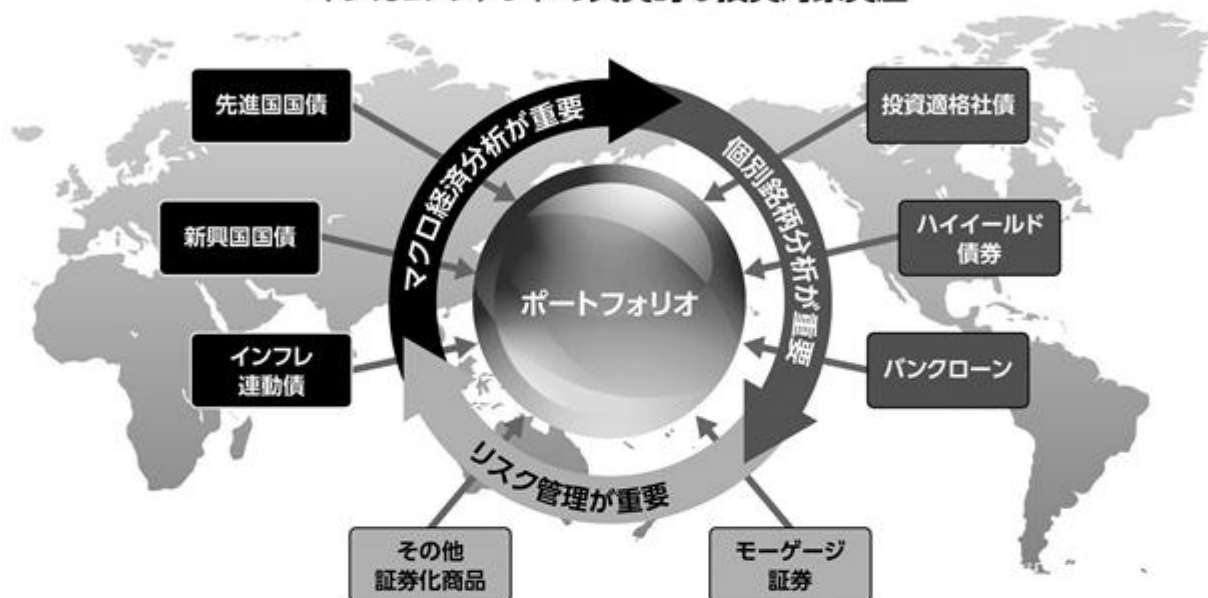 先進国国債
投資適格社債
マクロ経済分析が重要
個別銘柄分析が重要
新興国国債
ハイイールド
債券
ポートフォリオ
インフレ
連動債
バンクローン
リスク管理が重要
その他
証券化商品
モーゲージ
証券